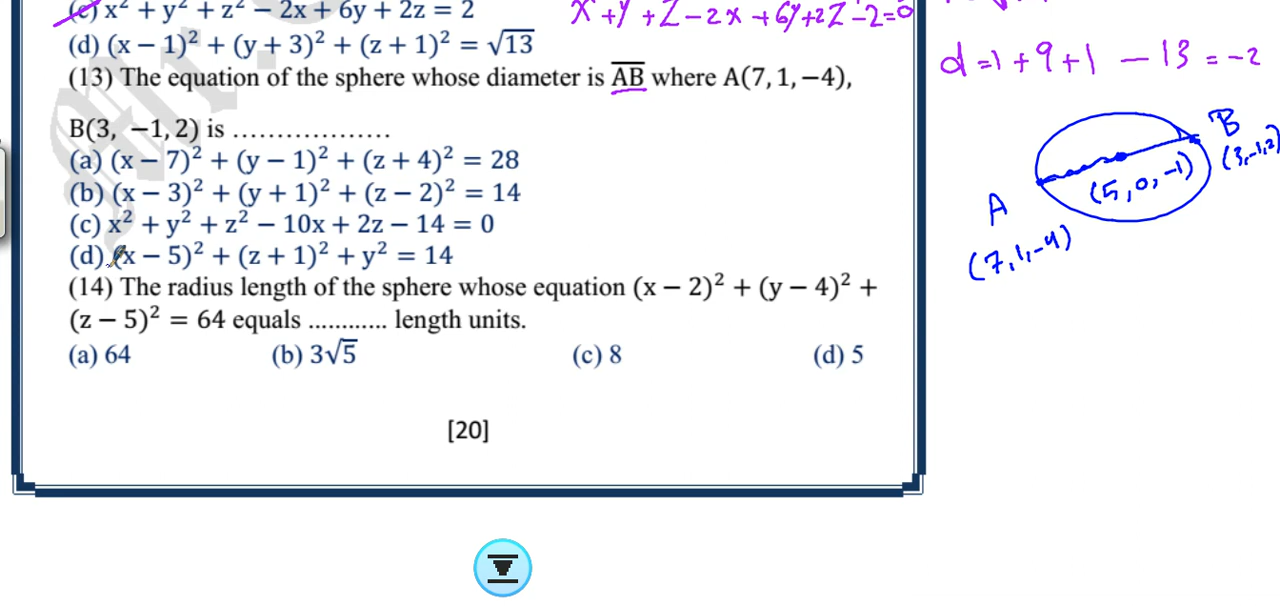 (c) x² + y² + z² − 2x + 6y + 2z = 2
x + y + z − 2x + 6y + 2z − 2 = 0
(d) (x − 1)² + (y + 3)² + (z + 1)² = √13
d = 1 + 9 + 1 − 13 = −2
(13) The equation of the sphere whose diameter is A̅B̅ where A(7, 1, −4),
B(3, −1, 2) is ………………
(a) (x − 7)² + (y − 1)² + (z + 4)² = 28
(b) (x − 3)² + (y + 1)² + (z − 2)² = 14
(c) x² + y² + z² − 10x + 2z − 14 = 0
(d) (x − 5)² + (z + 1)² + y² = 14
B
(3, −1, 2)
(5, 0, −1)
A
(7, 1, −4)
(14) The radius length of the sphere whose equation (x − 2)² + (y − 4)² +
(z − 5)² = 64 equals ………… length units.
(a) 64 (b) 3√5 (c) 8 (d) 5
[20]